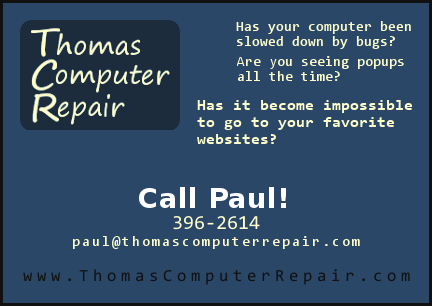 Thomas
Computer
Repair
Has your computer been
slowed down by bugs?
Are you seeing popups
all the time?
Has it become impossible
to go to your favorite
websites?
Call Paul!
396-2614
paul@thomascomputerrepair.com
www.ThomasComputerRepair.com